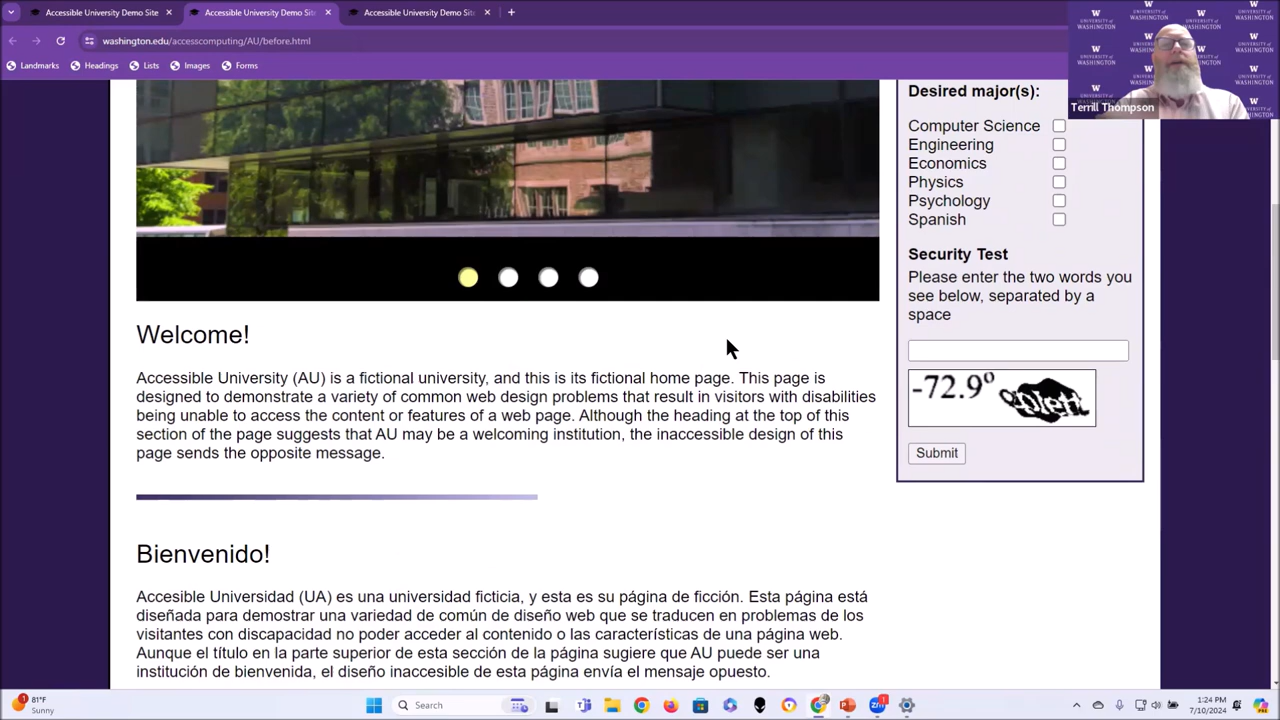 Accessible University Demo Site
Accessible University Demo Site
Accessible University Demo Site
washington.edu/accesscomputing/AU/before.html
Landmarks
Headings
Lists
Images
Forms
UNIVERSITY of WASHINGTON
Terrill Thompson
Desired major(s):
Computer Science
Engineering
Economics
Physics
Psychology
Spanish
Security Test
Please enter the two words you
see below, separated by a
space
-72.9º
Submit
Welcome!
Accessible University (AU) is a fictional university, and this is its fictional home page. This page is
designed to demonstrate a variety of common web design problems that result in visitors with disabilities
being unable to access the content or features of a web page. Although the heading at the top of this
section of the page suggests that AU may be a welcoming institution, the inaccessible design of this
page sends the opposite message.
Bienvenido!
Accesible Universidad (UA) es una universidad ficticia, y esta es su página de ficción. Esta página está
diseñada para demostrar una variedad de común de diseño web que se traducen en problemas de los
visitantes con discapacidad no poder acceder al contenido o las características de una página web.
Aunque el título en la parte superior de esta sección de la página sugiere que AU puede ser una
institución de bienvenida, el diseño inaccesible de esta página envía el mensaje opuesto.
81°F
Sunny
Search
1:24 PM
7/10/2024